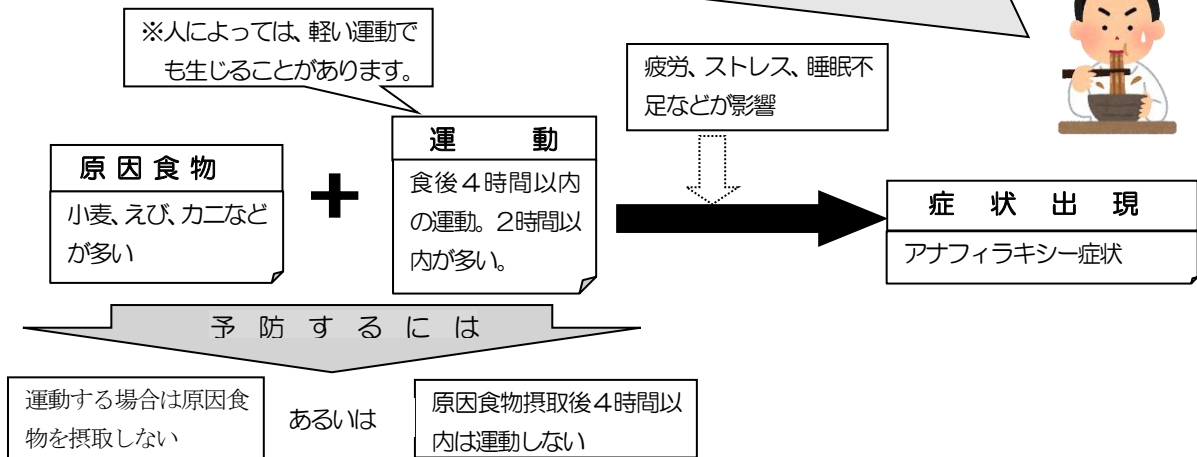 ※人によっては、軽い運動で
も生じることがあります。
疲労、ストレス、睡眠不
足などが影響
原因食物
小麦、えび、カニなど
が多い
＋
運動
食後４時間以内
の運動。２時間以
内が多い。
症状出現
アナフィラキシー症状
予防するには
運動する場合は原因食
物を摂取しない
あるいは
原因食物摂取後４時間以
内は運動しない